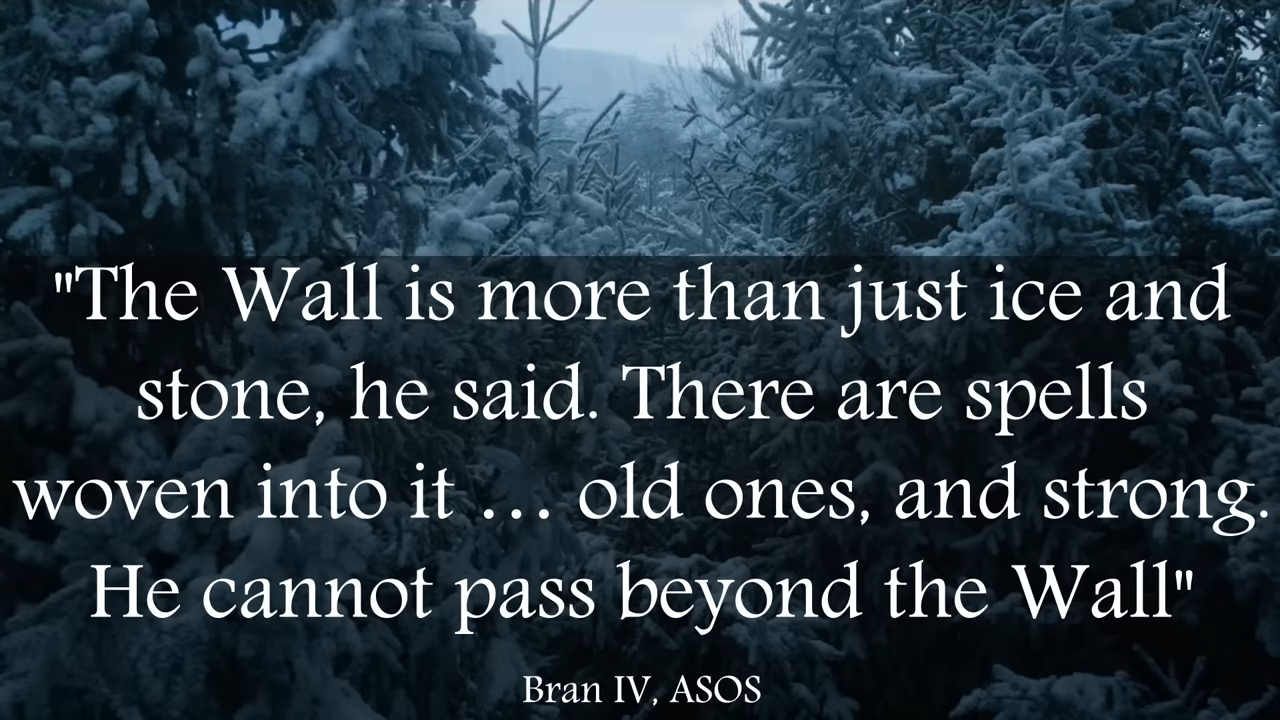 "The Wall is more than just ice and
stone, he said. There are spells
woven into it … old ones, and strong.
He cannot pass beyond the Wall"
Bran IV, ASOS